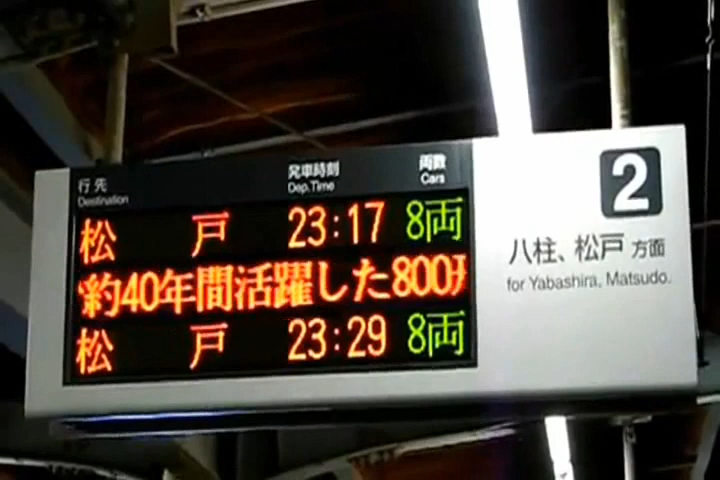 行先 発車時刻 両数
Destination Dep.Time Cars
松戸 23:17 8両
約40年間活躍した800
松戸 23:29 8両
2
八柱、松戸 方面
for Yabashira, Matsudo.